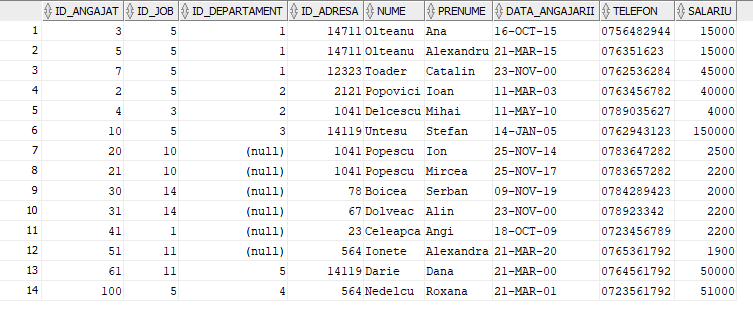 ID_ANGAJAT ID_JOB ID_DEPARTAMENT ID_ADRESA NUME PRENUME DATA_ANGAJARII TELEFON SALARIU
1 3 5 1 14711 Olteanu Ana 16-OCT-15 0756482944 15000
2 5 5 1 14711 Olteanu Alexandru 21-MAR-15 076351623 15000
3 7 5 1 12323 Toader Catalin 23-NOV-00 0762536284 45000
4 2 5 2 2121 Popovici Ioan 11-MAR-03 0763456782 40000
5 4 3 2 1041 Delcescu Mihai 11-MAY-10 0789035627 4000
6 10 5 3 14119 Untesu Stefan 14-JAN-05 0762943123 150000
7 20 10 (null) 1041 Popescu Ion 25-NOV-14 0783647282 2500
8 21 10 (null) 1041 Popescu Mircea 25-NOV-17 0783657282 2200
9 30 14 (null) 78 Boicea Serban 09-NOV-19 0784289423 2000
10 31 14 (null) 67 Dolveac Alin 23-NOV-00 078923342 2200
11 41 1 (null) 23 Celeapca Angi 18-OCT-09 0723456789 2200
12 51 11 (null) 564 Ionete Alexandra 21-MAR-20 0765361792 1900
13 61 11 5 14119 Darie Dana 21-MAR-00 0764561792 50000
14 100 5 4 564 Nedelcu Roxana 21-MAR-01 0723561792 51000